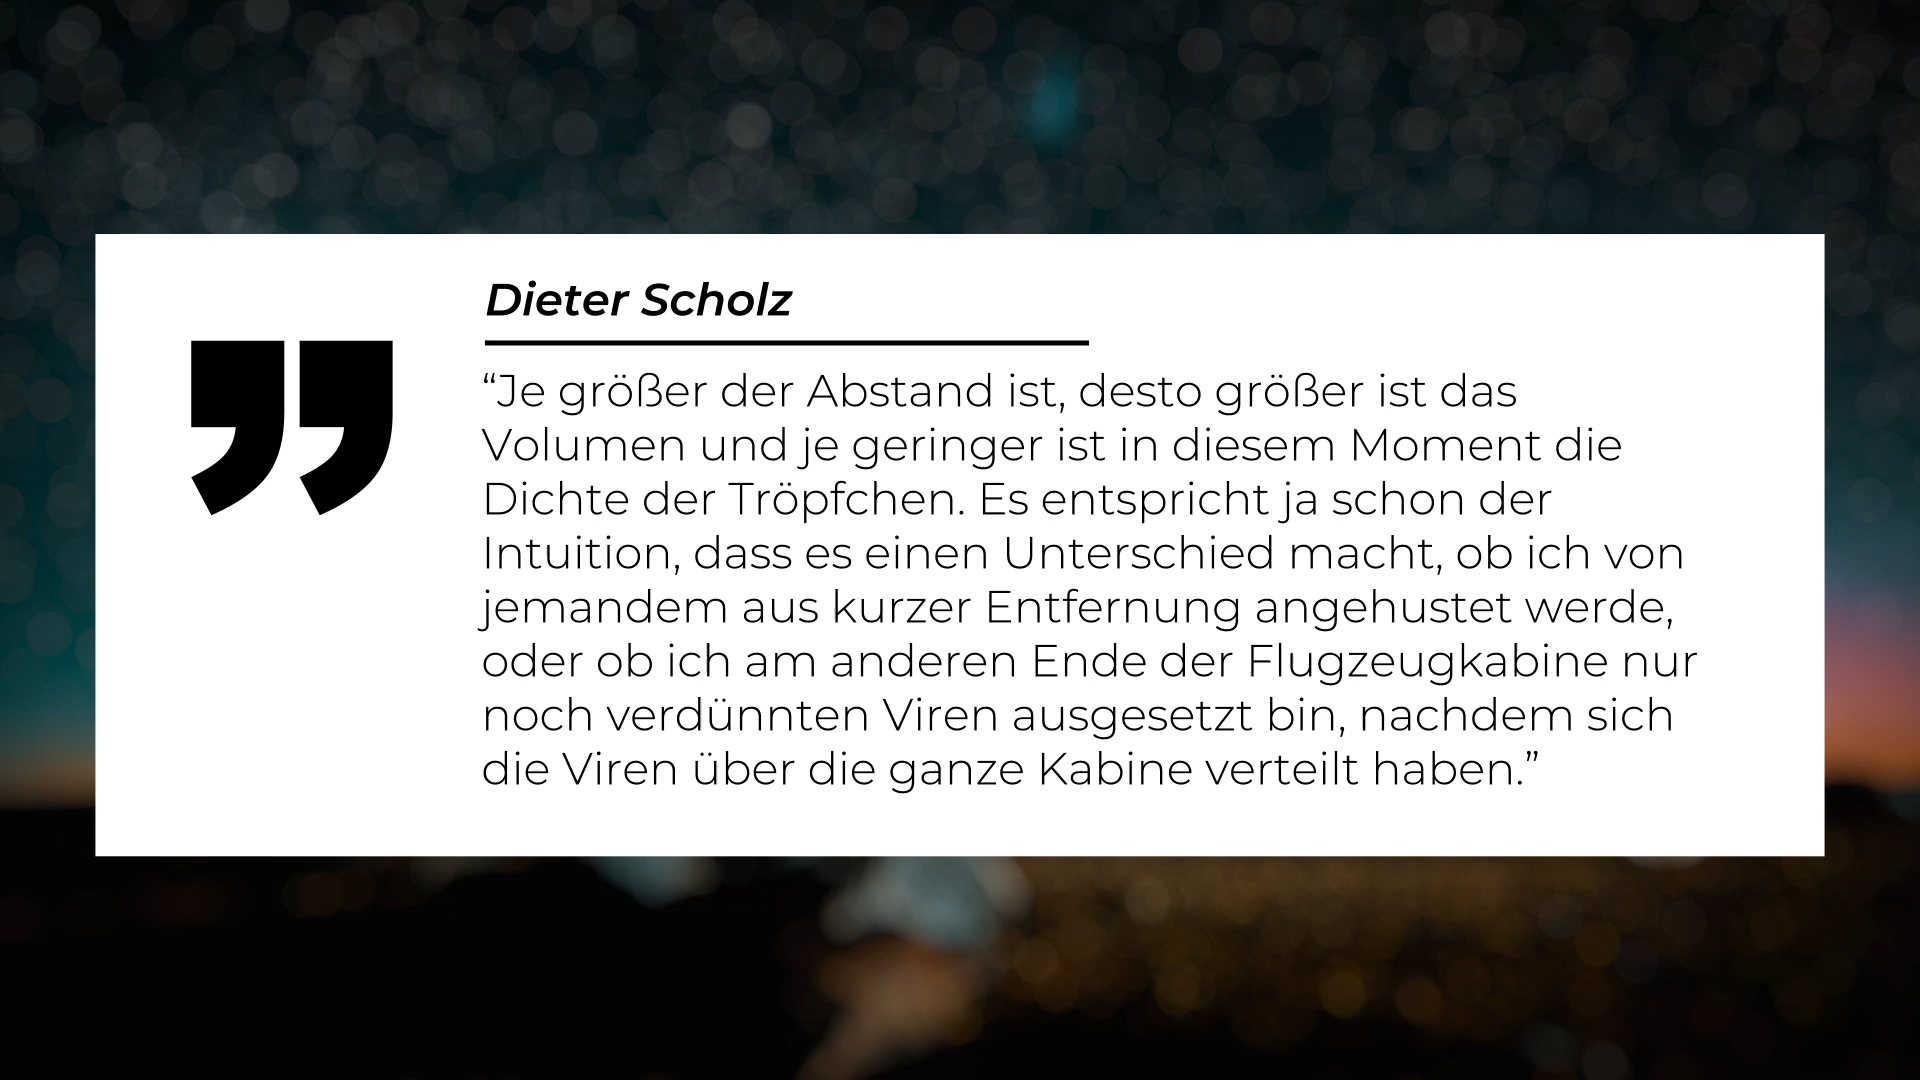 Dieter Scholz
“Je größer der Abstand ist, desto größer ist das
Volumen und je geringer ist in diesem Moment die
Dichte der Tröpfchen. Es entspricht ja schon der
Intuition, dass es einen Unterschied macht, ob ich von
jemandem aus kurzer Entfernung angehustet werde,
oder ob ich am anderen Ende der Flugzeugkabine nur
noch verdünnten Viren ausgesetzt bin, nachdem sich
die Viren über die ganze Kabine verteilt haben.”